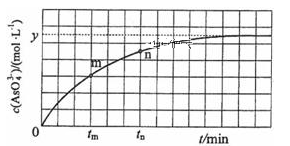 y
c(AsO₄³⁻)/(mol·L⁻¹)
m
n
0
tₘ
tₙ
t/min